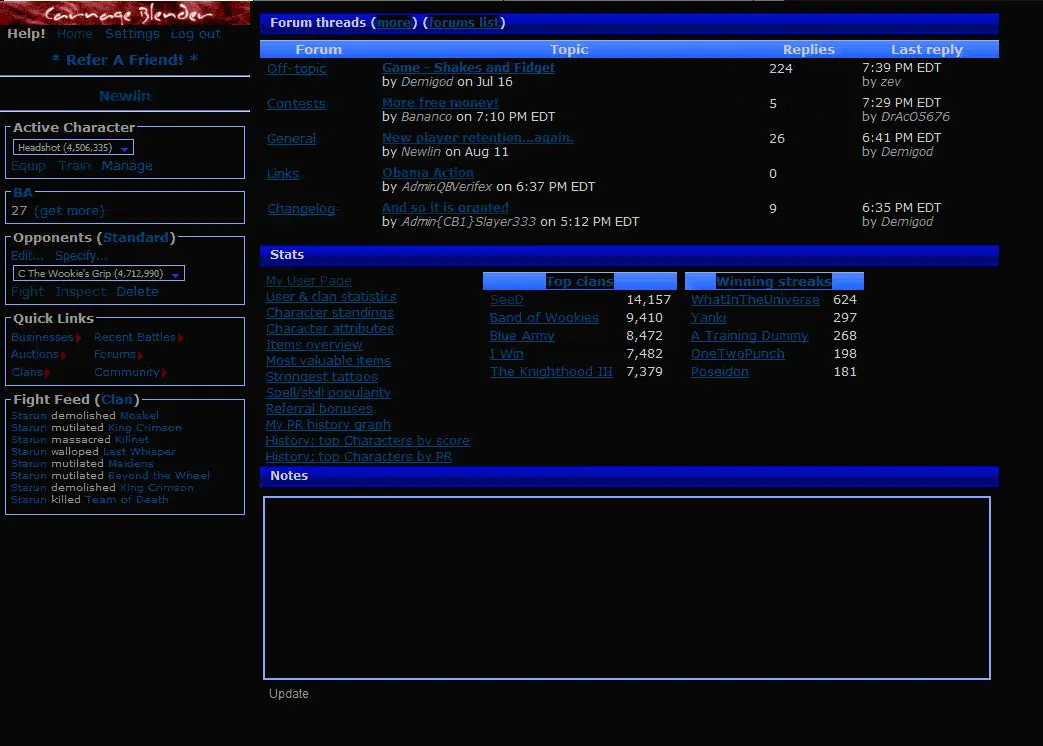 Carnage Blender
Help! Home Settings Log out
* Refer A Friend! *
Newlin
Active Character
Headshot (4,506,335)
Equip Train Manage
BA
27 (get more)
Opponents (Standard)
Edit... Specify...
C The Wookie's Grip (4,712,990)
Fight Inspect Delete
Quick Links
Businesses Recent Battles
Auctions Forums
Clans Community
Fight Feed (Clan)
Starun demolished Moskel
Starun mutilated King Crimson
Starun massacred Killnet
Starun walloped Last Whisper
Starun mutilated Maidens
Starun mutilated Beyond the Wheel
Starun demolished King Crimson
Starun killed Team of Death
Forum threads (more) (forums list)
Forum Topic Replies Last reply
Off-topic Game - Shakes and Fidget 224 7:39 PM EDT
by Demigod on Jul 16 by zev
Contests More free money! 5 7:29 PM EDT
by Bananco on 7:10 PM EDT by DrAcO5676
General New player retention...again. 26 6:41 PM EDT
by Newlin on Aug 11 by Demigod
Links Obama Action 0
by AdminQBVerifex on 6:37 PM EDT
Changelog And so it is granted 9 6:35 PM EDT
by Admin{CB1}Slayer333 on 5:12 PM EDT by Demigod
Stats
My User Page
User & clan statistics
Character standings
Character attributes
Items overview
Most valuable items
Strongest tattoos
Spell/skill popularity
Referral bonuses
My PR history graph
History: top Characters by score
History: top Characters by PR
Top clans
SeeD 14,157
Band of Wookies 9,410
Blue Army 8,472
I Win 7,482
The Knighthood III 7,379
Winning streaks
WhatInTheUniverse 624
Yanki 297
A Training Dummy 268
OneTwoPunch 198
Poseidon 181
Notes
Update